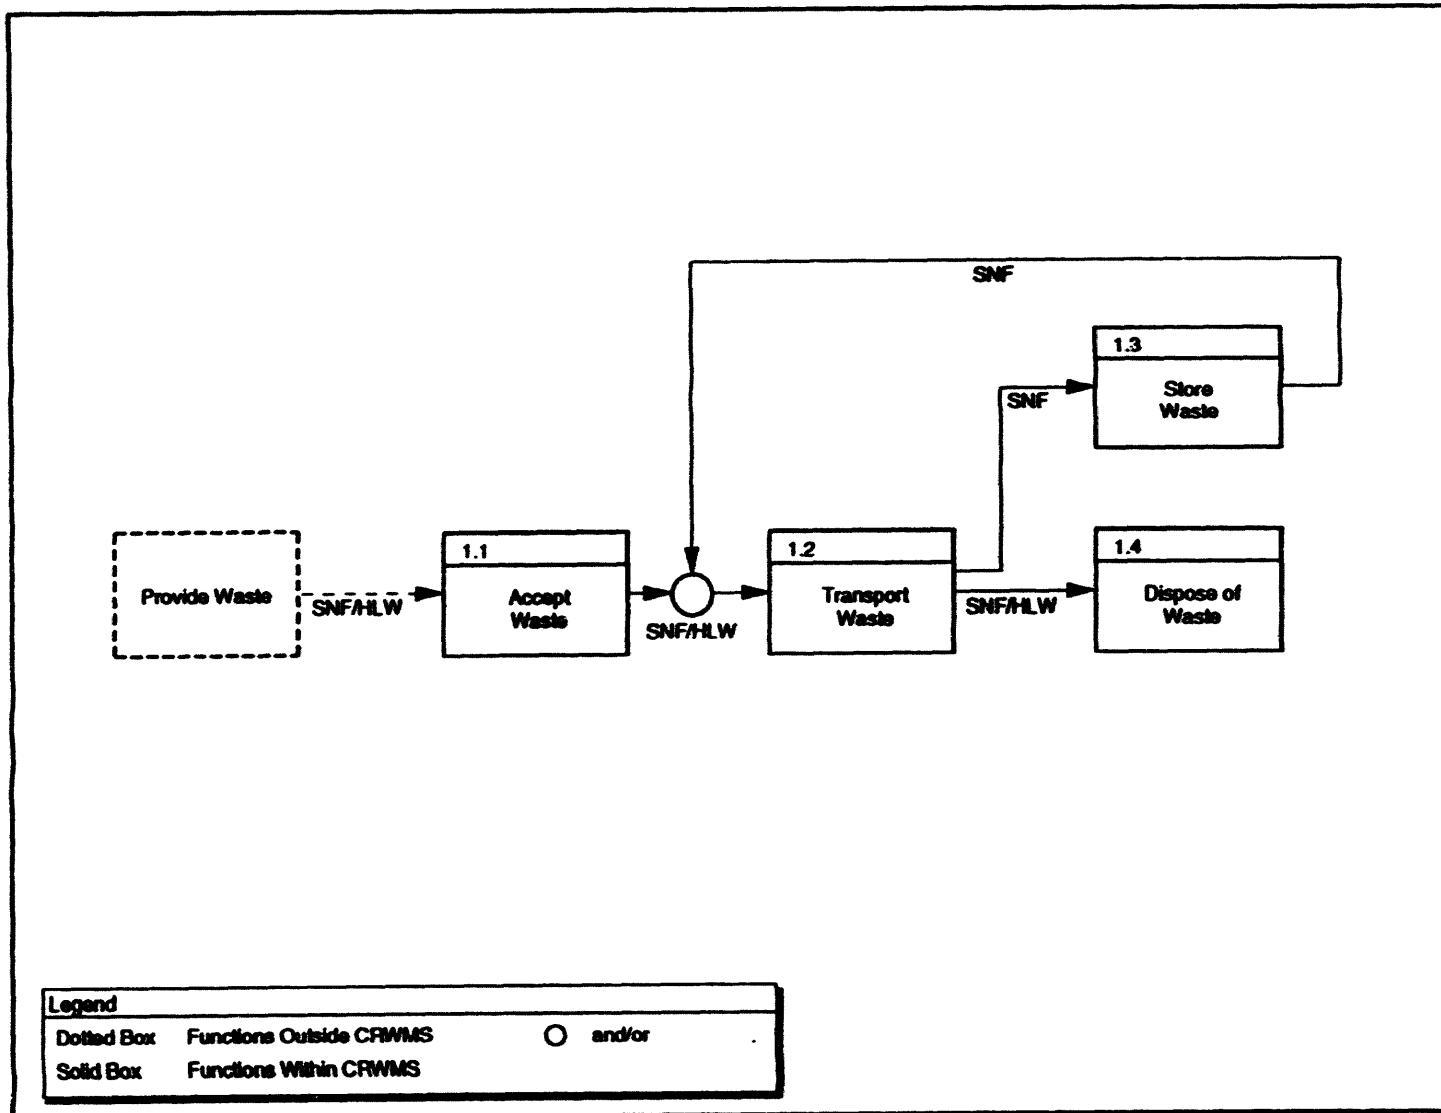 SNF
1.3
Store
Waste
SNF
Provide Waste
SNF/HLW
1.1
Accept
Waste
SNF/HLW
1.2
Transport
Waste
SNF/HLW
1.4
Dispose of
Waste
Legend
Dotted Box Functions Outside CRWMS and/or
Solid Box Functions Within CRWMS